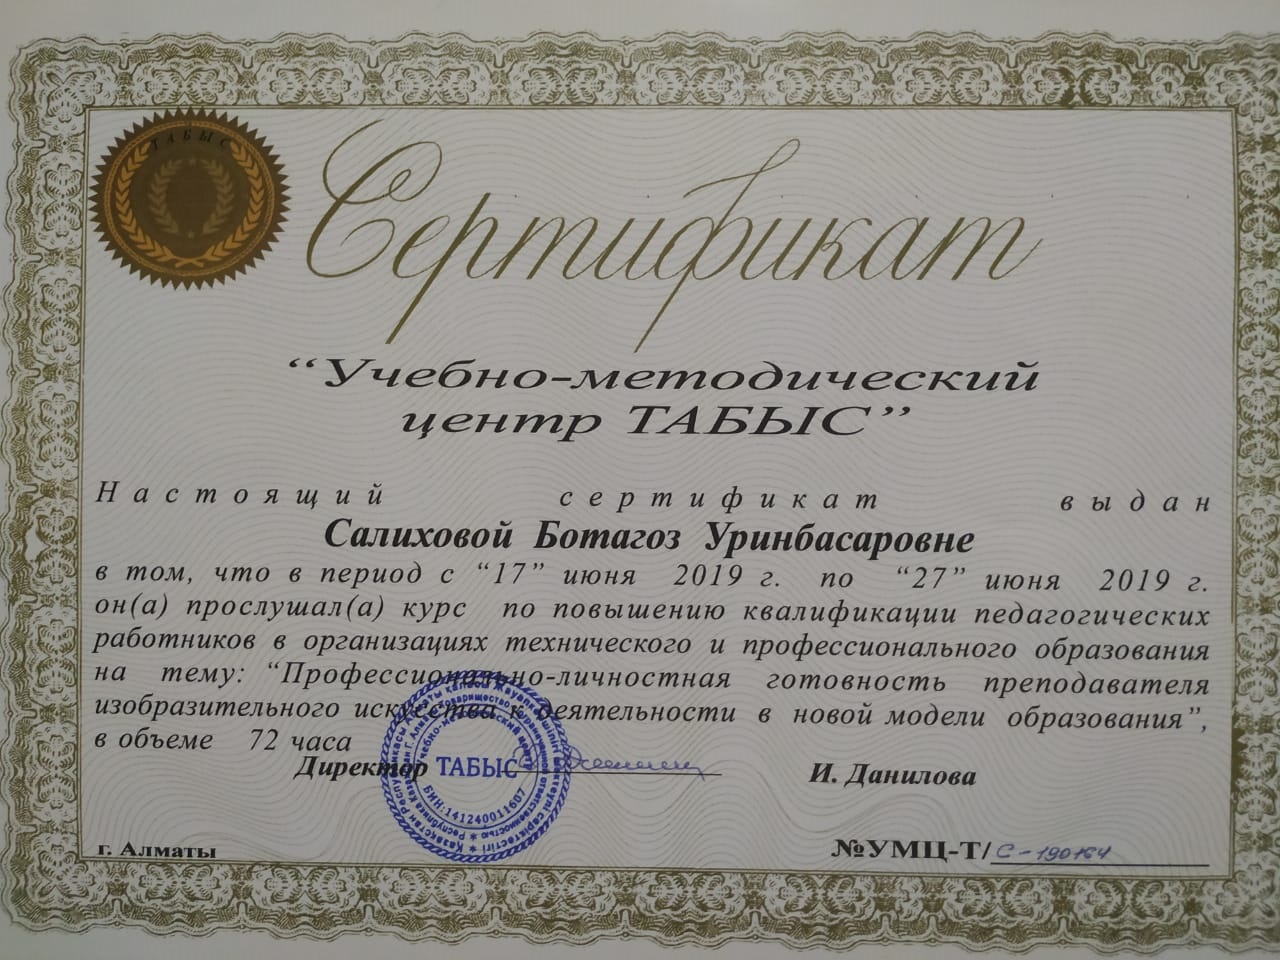 ТАБЫС
Сертификат
“Учебно-методический
центр ТАБЫС”
Настоящий сертификат выдан
Салиховой Ботагоз Уринбасаровне
в том, что в период с “17” июня 2019 г. по “27” июня 2019 г.
он(а) прослушал(а) курс по повышению квалификации педагогических
работников в организациях технического и профессионального образования
на тему: “Профессионально-личностная готовность преподавателя
изобразительного искусства к деятельности в новой модели образования”,
в объеме 72 часа
Директор
И. Данилова
ТАБЫС
БИН:141240011607
г. Алматы
№УМЦ-Т/ С-190164